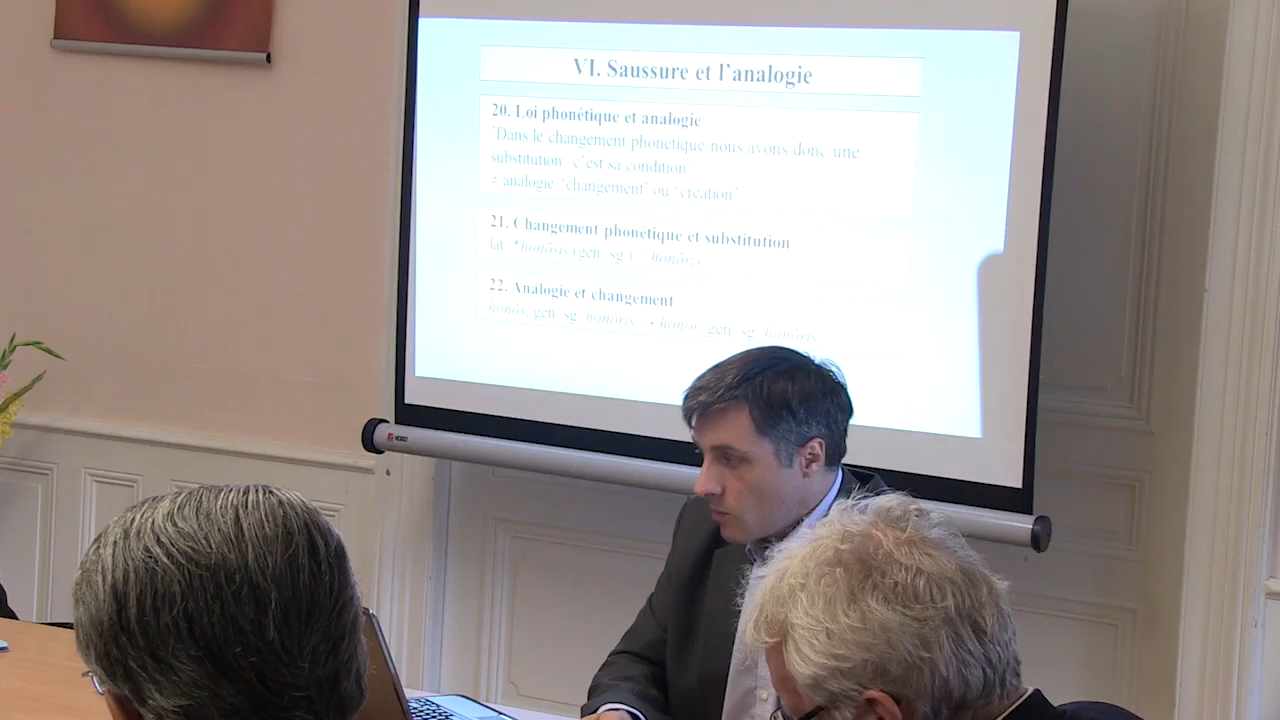 VI. Saussure et l'analogie
20. Loi phonétique et analogie
'Dans le changement phonétique nous avons donc une
substitution c'est sa condition'
≠ analogie 'changement' ou 'création'
21. Changement phonétique et substitution
lat. *honōsis (gen. sg.) honōris
22. Analogie et changement
honōs, gen. sg. honōris → honor, gen. sg. honōris